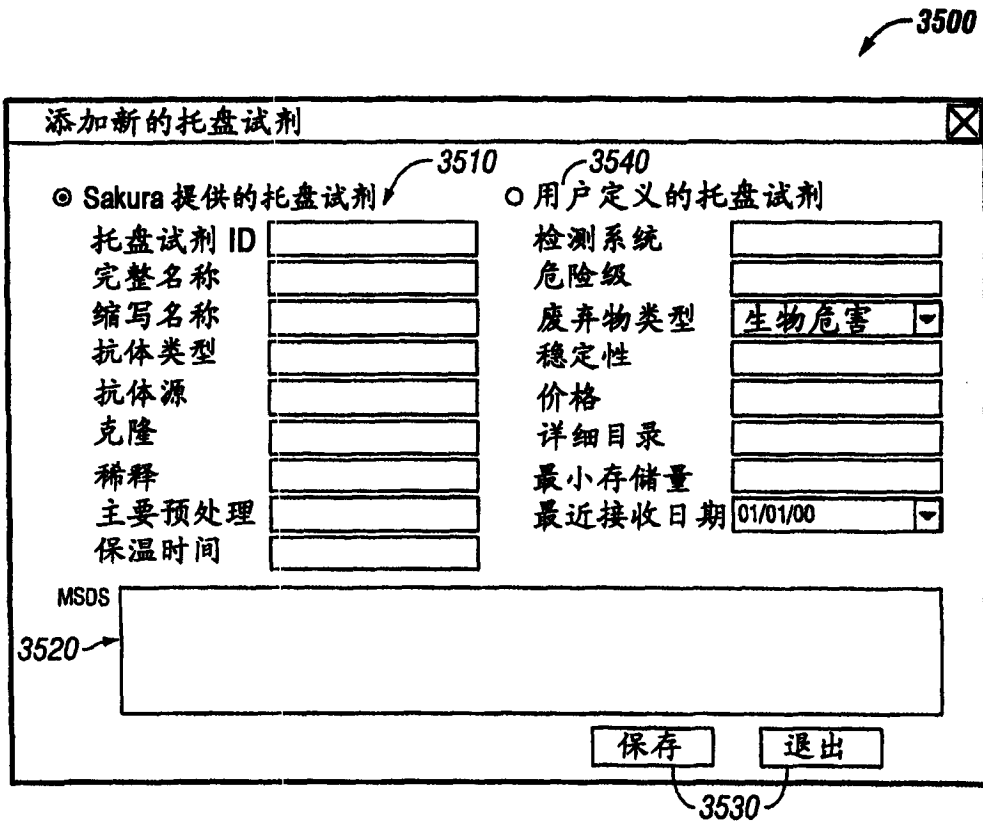 3500
添加新的托盘试剂
3510
3540
Sakura 提供的托盘试剂
用户定义的托盘试剂
托盘试剂 ID
检测系统
完整名称
危险级
缩写名称
废弃物类型 生物危害
抗体类型
稳定性
抗体源
价格
克隆
详细目录
稀释
最小存储量
主要预处理
最近接收日期 01/01/00
保温时间
MSDS
3520
保存
退出
3530